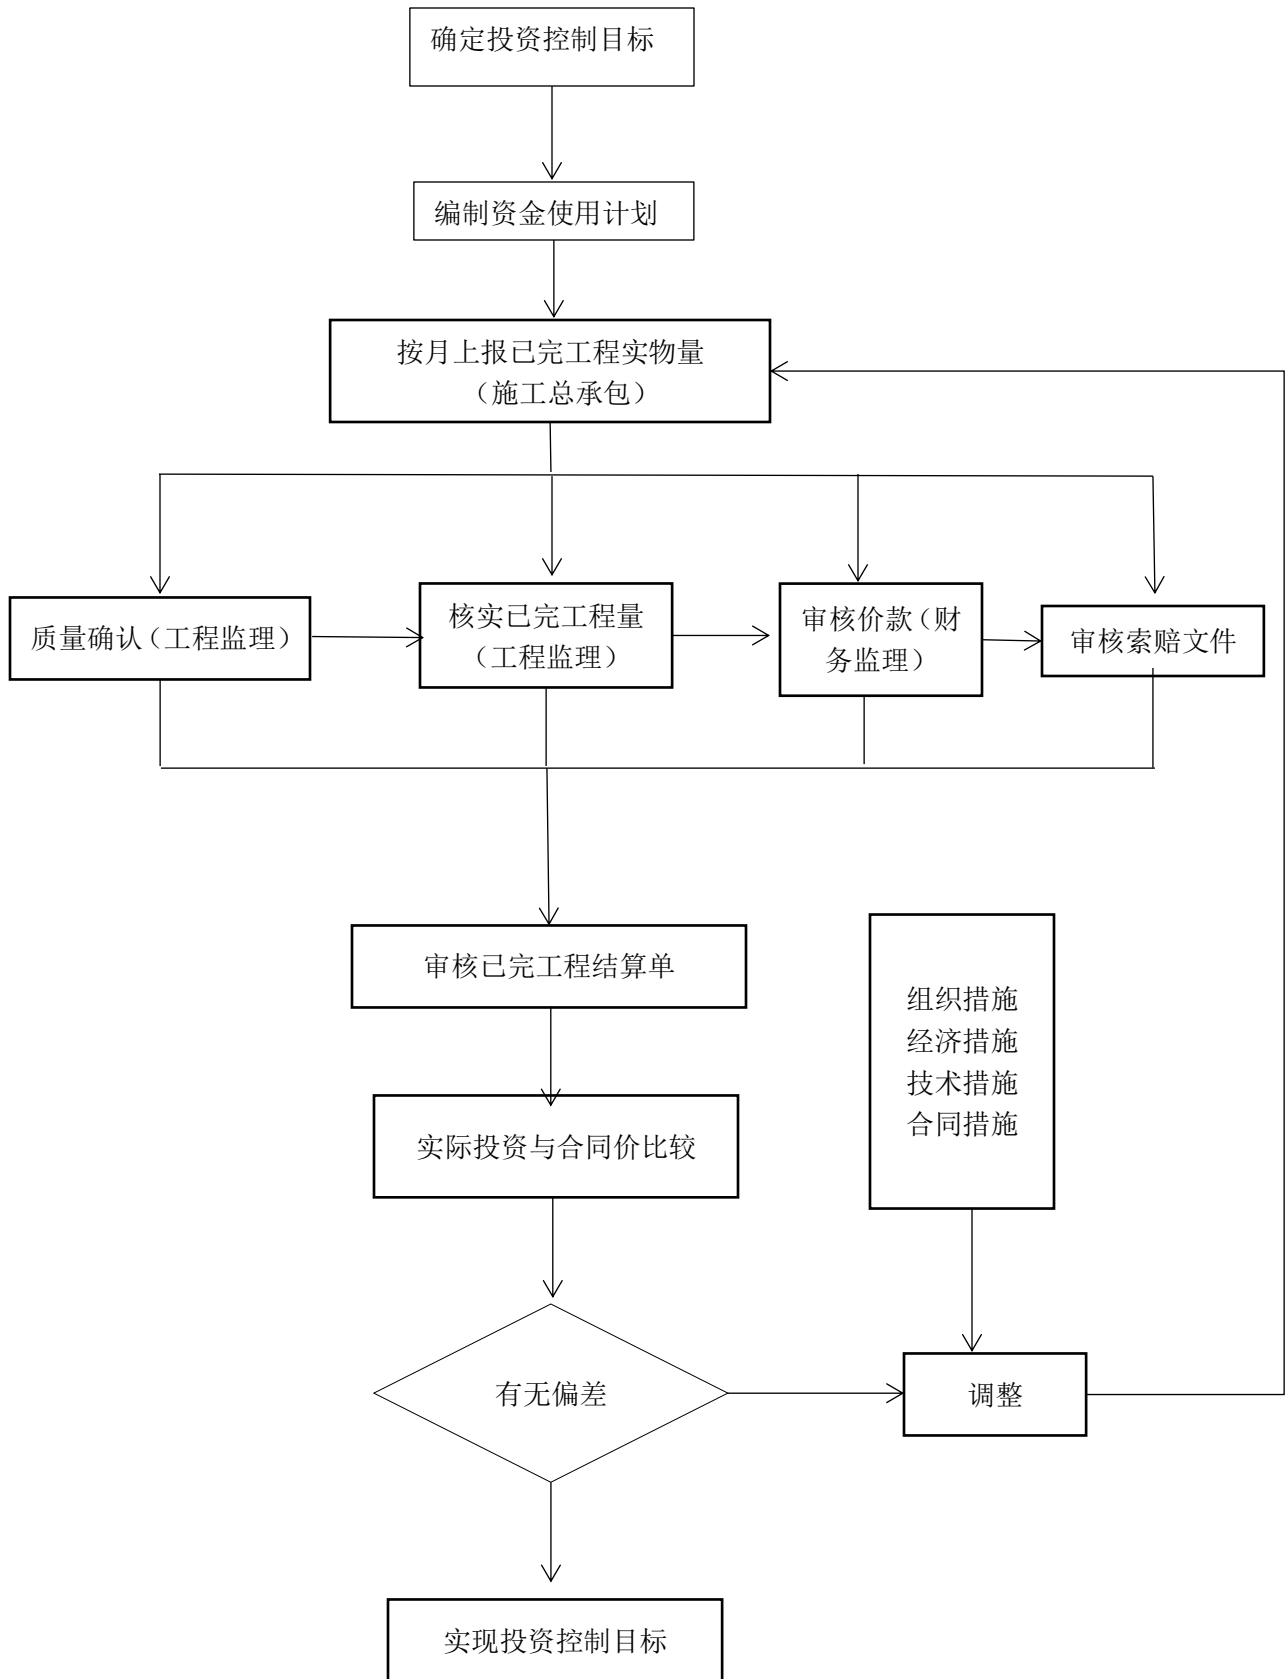 确定投资控制目标
编制资金使用计划
按月上报已完工程实物量
（施工总承包）
质量确认（工程监理）
核实已完工程量
（工程监理）
审核价款（财
务监理）
审核索赔文件
审核已完工程结算单
组织措施
经济措施
技术措施
合同措施
实际投资与合同价比较
有无偏差
调整
实现投资控制目标